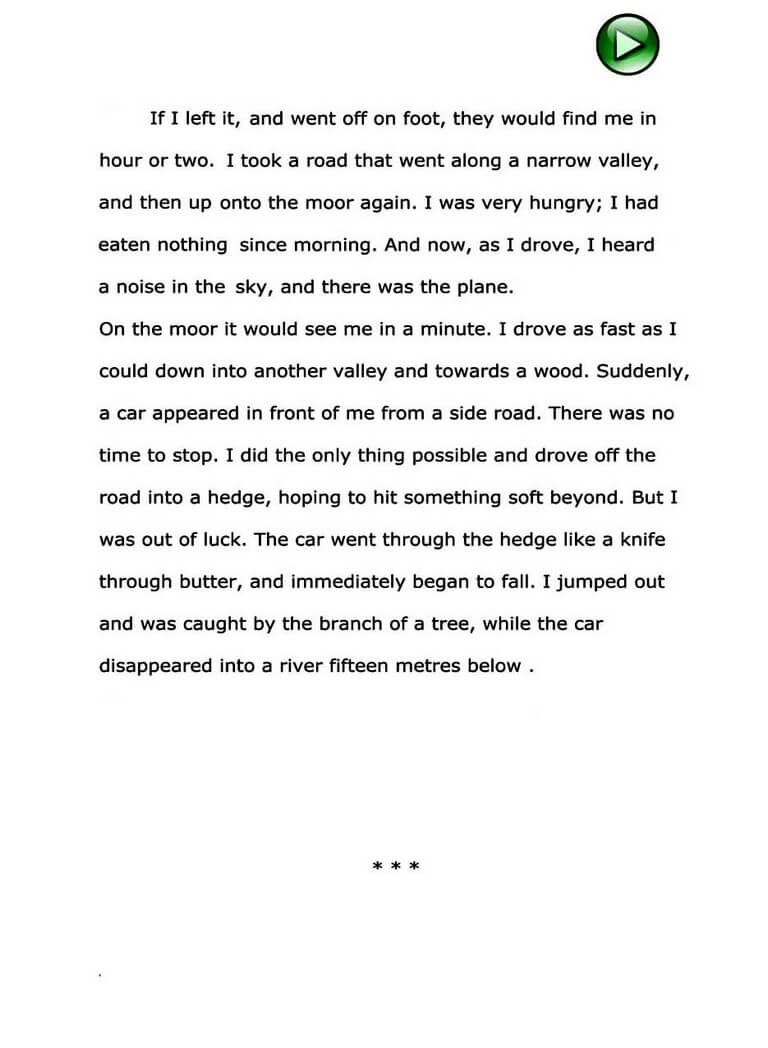 If I left it, and went off on foot, they would find me in
hour or two. I took a road that went along a narrow valley,
and then up onto the moor again. I was very hungry; I had
eaten nothing since morning. And now, as I drove, I heard
a noise in the sky, and there was the plane.
On the moor it would see me in a minute. I drove as fast as I
could down into another valley and towards a wood. Suddenly,
a car appeared in front of me from a side road. There was no
time to stop. I did the only thing possible and drove off the
road into a hedge, hoping to hit something soft beyond. But I
was out of luck. The car went through the hedge like a knife
through butter, and immediately began to fall. I jumped out
and was caught by the branch of a tree, while the car
disappeared into a river fifteen metres below .
* * *
.